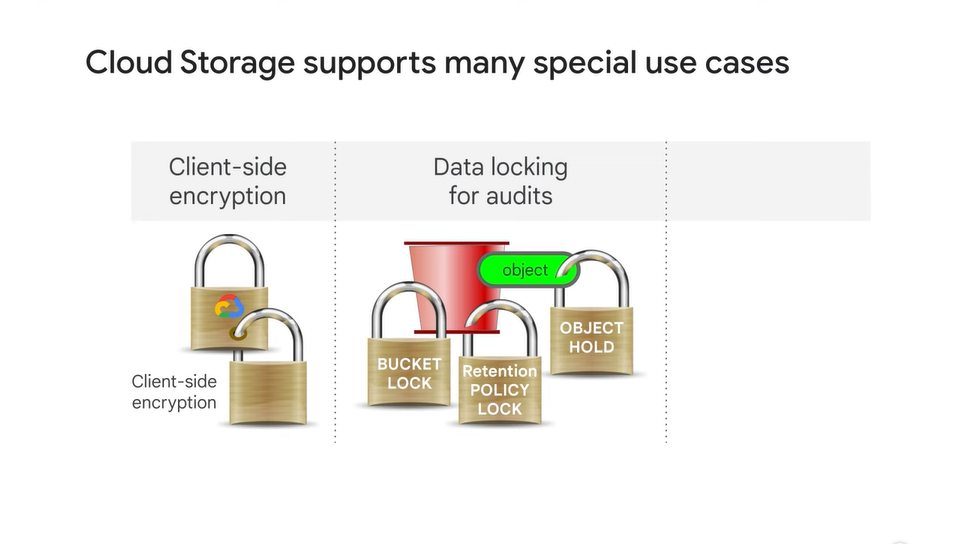 Cloud Storage supports many special use cases
Client-side
encryption
Data locking
for audits
Client-side
encryption
object
BUCKET
LOCK
Retention
POLICY
LOCK
OBJECT
HOLD